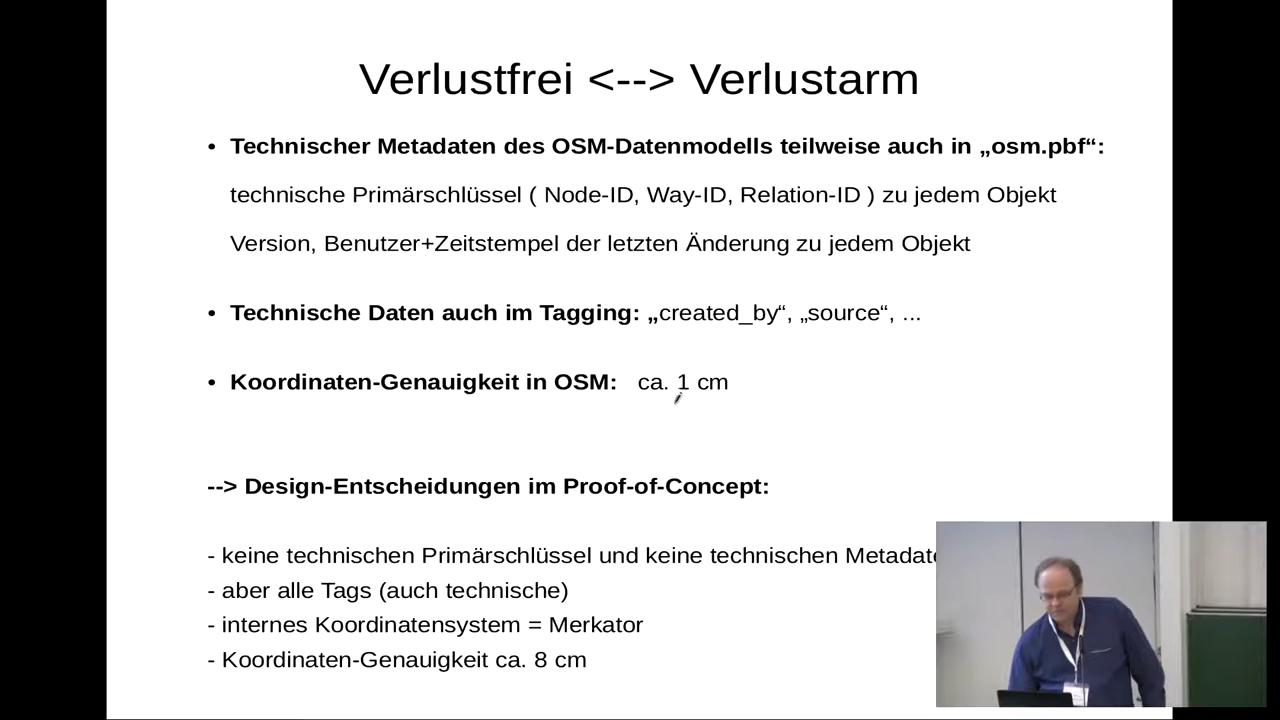 Verlustfrei <--> Verlustarm
• Technischer Metadaten des OSM-Datenmodells teilweise auch in „osm.pbf“:
technische Primärschlüssel ( Node-ID, Way-ID, Relation-ID ) zu jedem Objekt
Version, Benutzer+Zeitstempel der letzten Änderung zu jedem Objekt
• Technische Daten auch im Tagging: „created_by“, „source“, ...
• Koordinaten-Genauigkeit in OSM: ca. 1 cm
--> Design-Entscheidungen im Proof-of-Concept:
- keine technischen Primärschlüssel und keine technischen
- aber alle Tags (auch technische)
- internes Koordinatensystem = Merkator
- Koordinaten-Genauigkeit ca. 8 cm